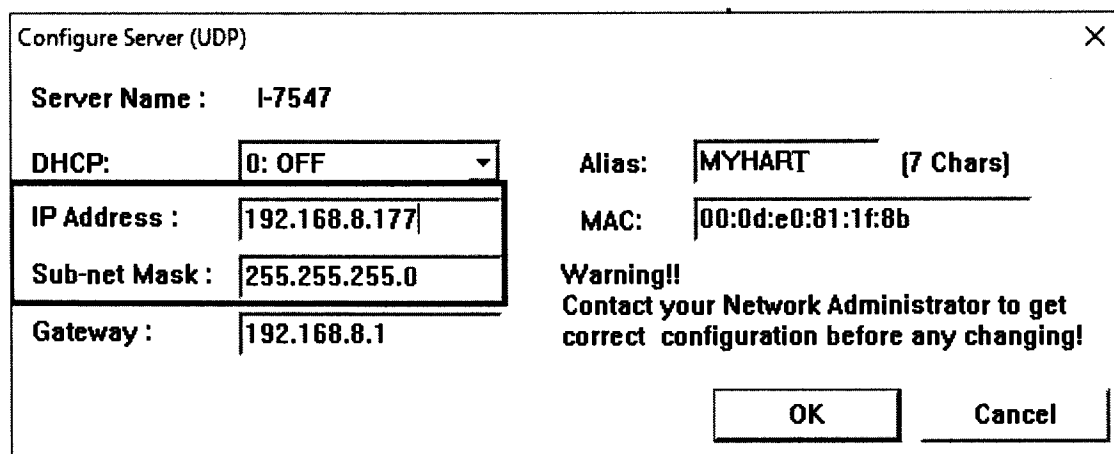 Configure Server (UDP)
Server Name : I-7547
DHCP: 0: OFF Alias: MYHART (7 Chars)
IP Address : 192.168.8.177 MAC: 00:0d:e0:81:1f:8b
Sub-net Mask : 255.255.255.0 Warning!!
Contact your Network Administrator to get
Gateway : 192.168.8.1 correct configuration before any changing!
OK Cancel